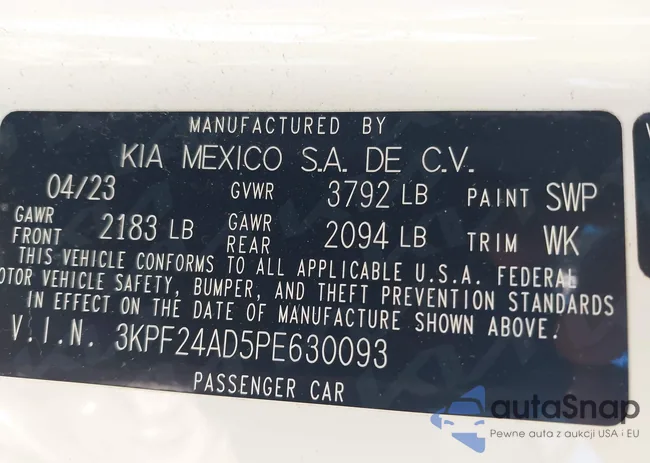 MANUFACTURED BY
KIA MEXICO S.A. DE C.V.
04/23 GVWR 3792 LB PAINT SWP
GAWR FRONT 2183 LB GAWR REAR 2094 LB TRIM WK
THIS VEHICLE CONFORMS TO ALL APPLICABLE U.S.A. FEDERAL
MOTOR VEHICLE SAFETY, BUMPER, AND THEFT PREVENTION STANDARDS
IN EFFECT ON THE DATE OF MANUFACTURE SHOWN ABOVE.
V.I.N. 3KPF24AD5PE630093
PASSENGER CAR
autaSnap
Pewne auta z aukcji USA i EU